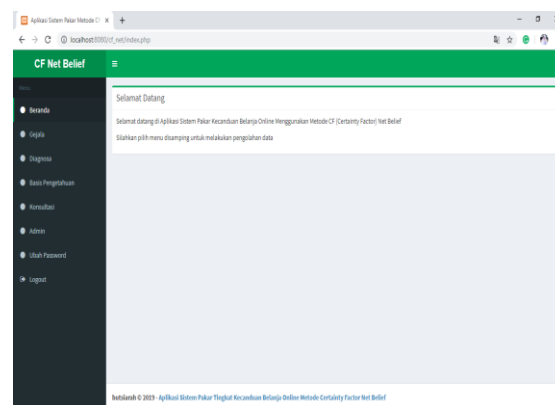 Aplikasi Sistem Pakar Metode C
localhost:8080/cf_net/index.php
CF Net Belief
Menu
Beranda
Gejala
Diagnosa
Basis Pengetahuan
Konsultasi
Admin
Ubah Password
Logout
Selamat Datang
Selamat datang di Aplikasi Sistem Pakar Kecanduan Belanja Online Menggunakan Metode CF (Certainty Factor) Net Belief
Silahkan pilih menu disamping untuk melakukan pengolahan data
hutsiarah © 2019 - Aplikasi Sistem Pakar Tingkat Kecanduan Belanja Online Metode Certainty Factor Net Belief